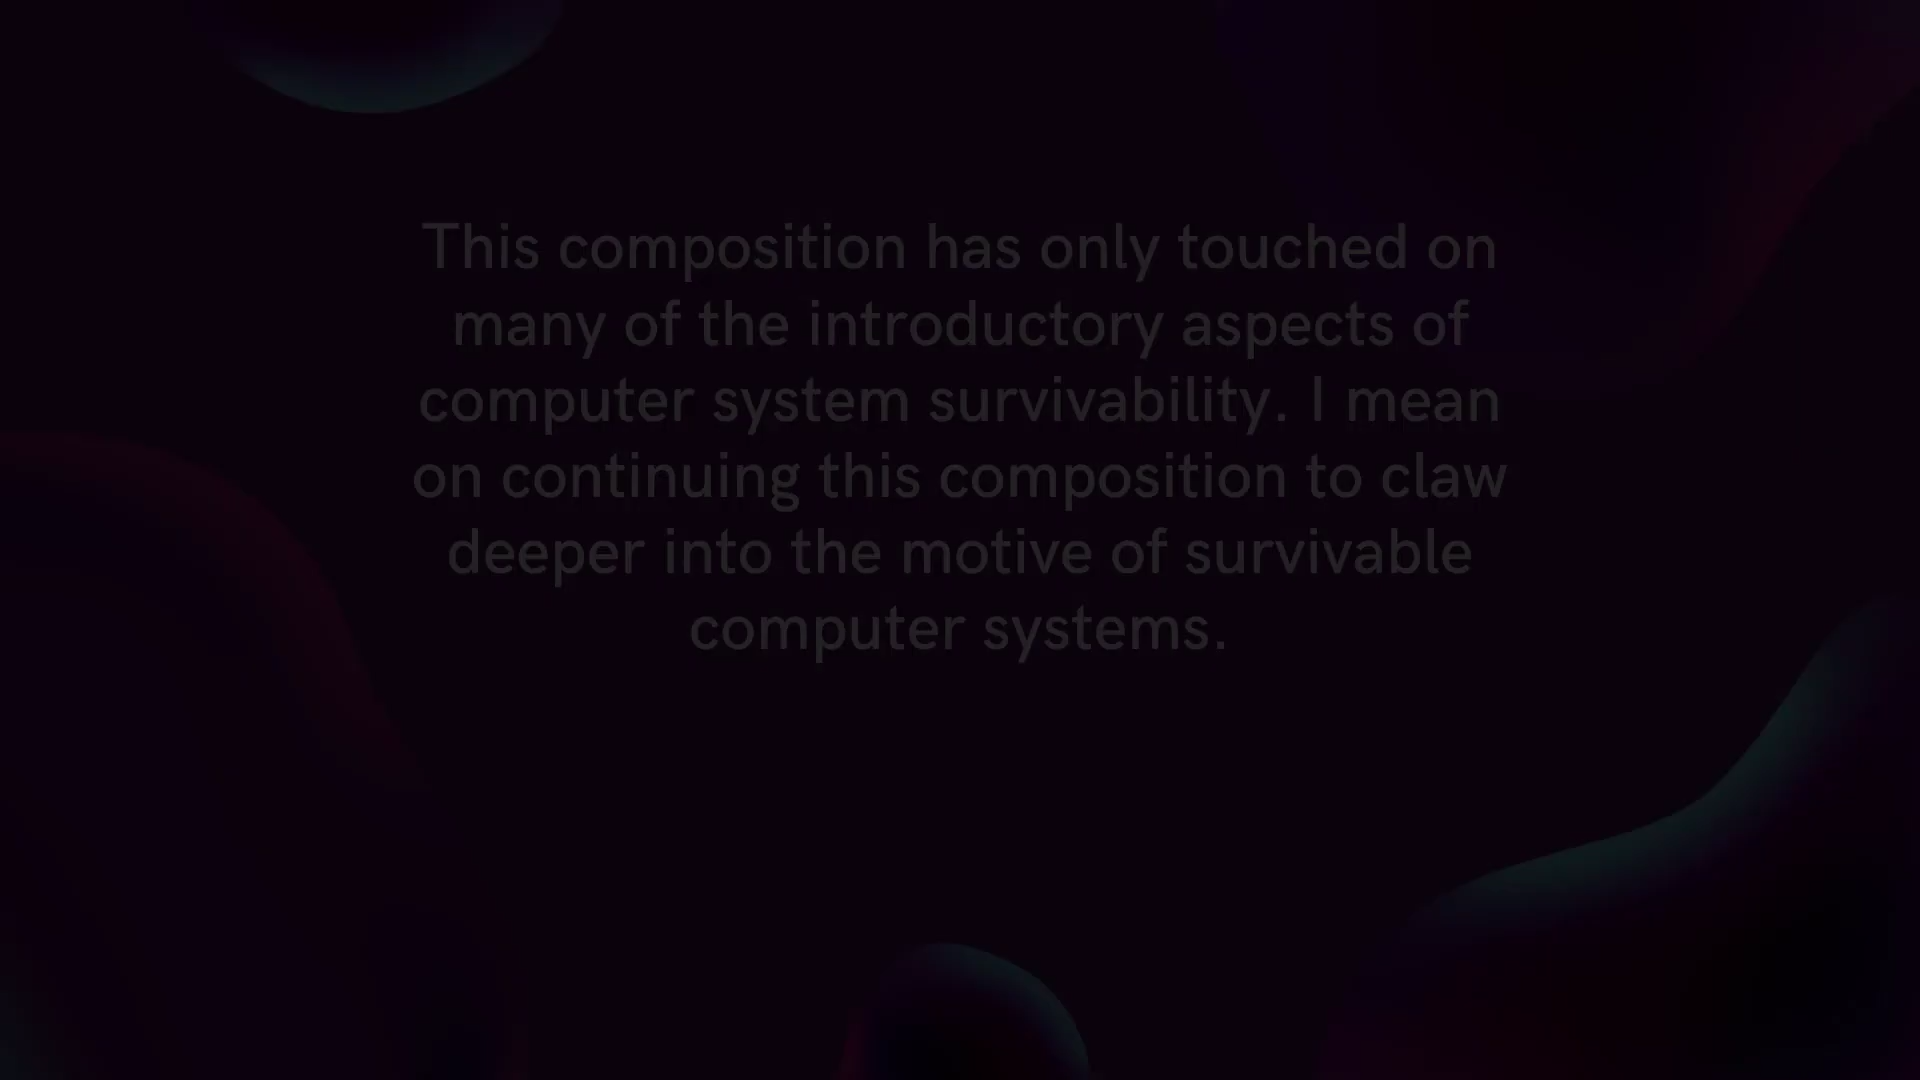 This composition has only touched on
many of the introductory aspects of
computer system survivability. I mean
on continuing this composition to claw
deeper into the motive of survivable
computer systems.